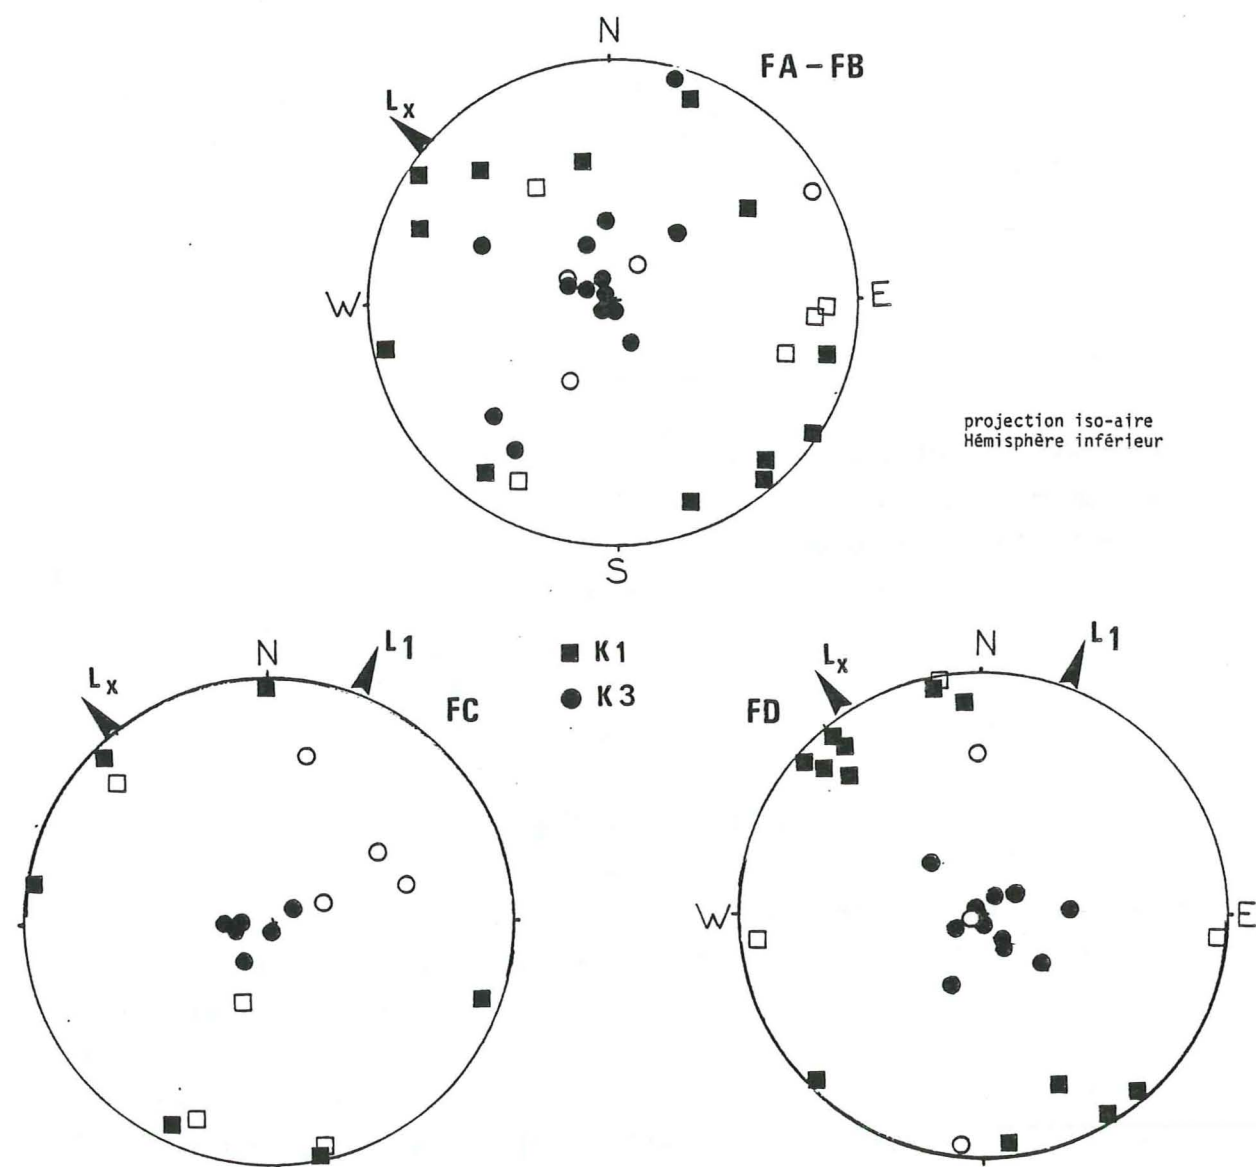 N
FA-FB
Lx
W
E
projection iso-aire
Hémisphère inférieur
S
N
L1
Lx
FC
K1
K3
N
L1
Lx
FD
W
E